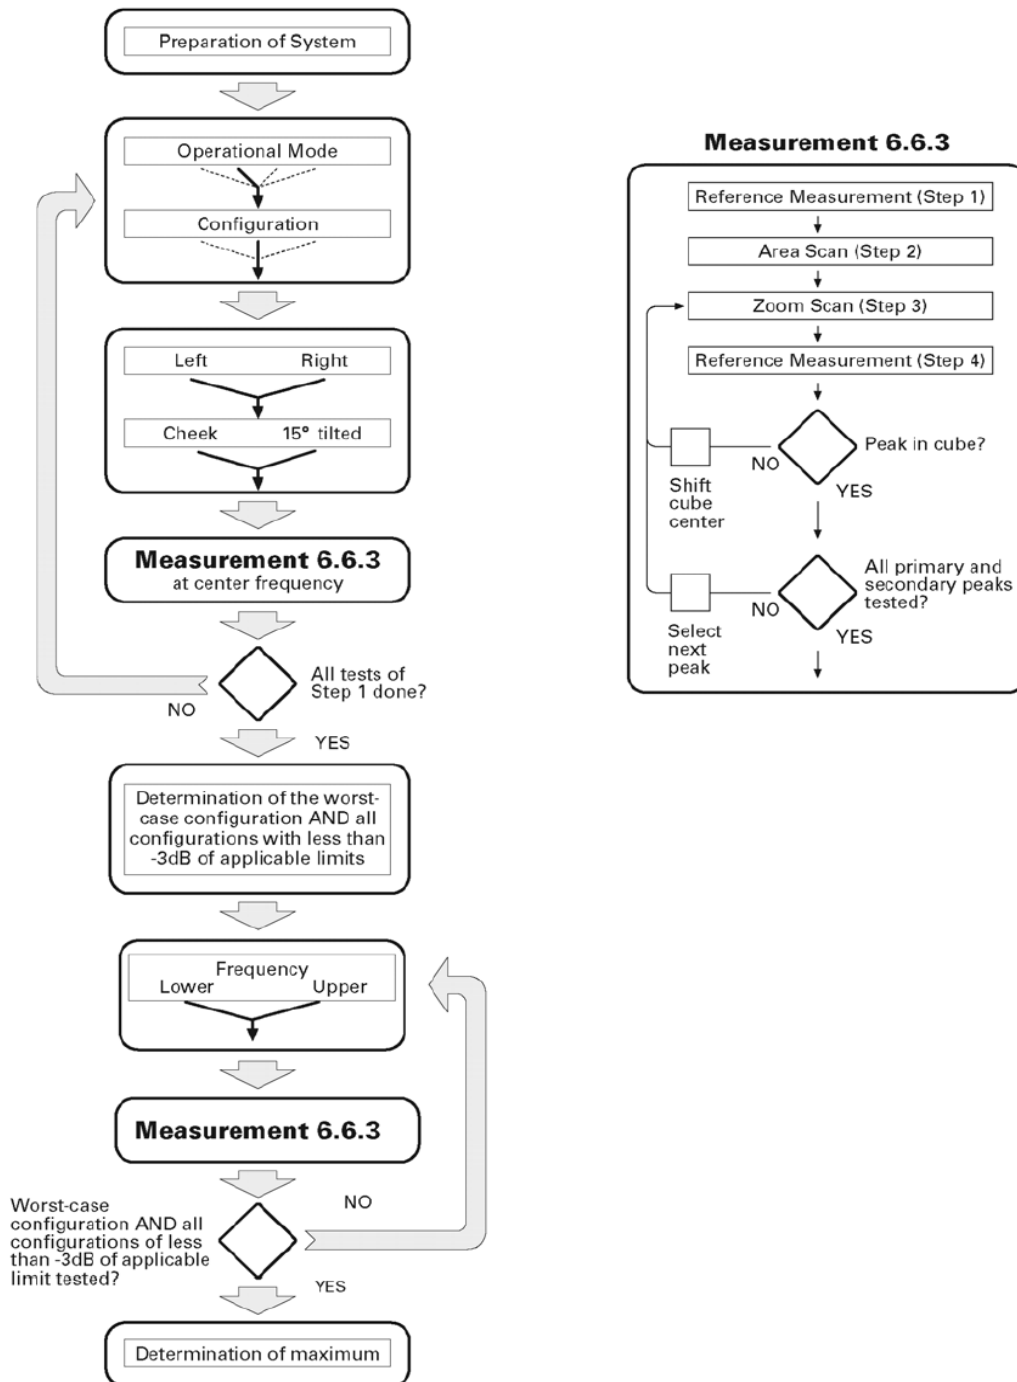 Preparation of System
Operational Mode
Configuration
Left Right
Cheek 15° tilted
Measurement 6.6.3
at center frequency
All tests of
Step 1 done?
NO
YES
Determination of the worst-
case configuration AND all
configurations with less than
-3dB of applicable limits
Frequency
Lower Upper
Measurement 6.6.3
Worst-case
configuration AND all
configurations of less
than -3dB of applicable
limit tested?
NO
YES
Determination of maximum
Measurement 6.6.3
Reference Measurement (Step 1)
Area Scan (Step 2)
Zoom Scan (Step 3)
Reference Measurement (Step 4)
Peak in cube?
NO
YES
Shift
cube
center
All primary and
secondary peaks
tested?
NO
YES
Select
next
peak